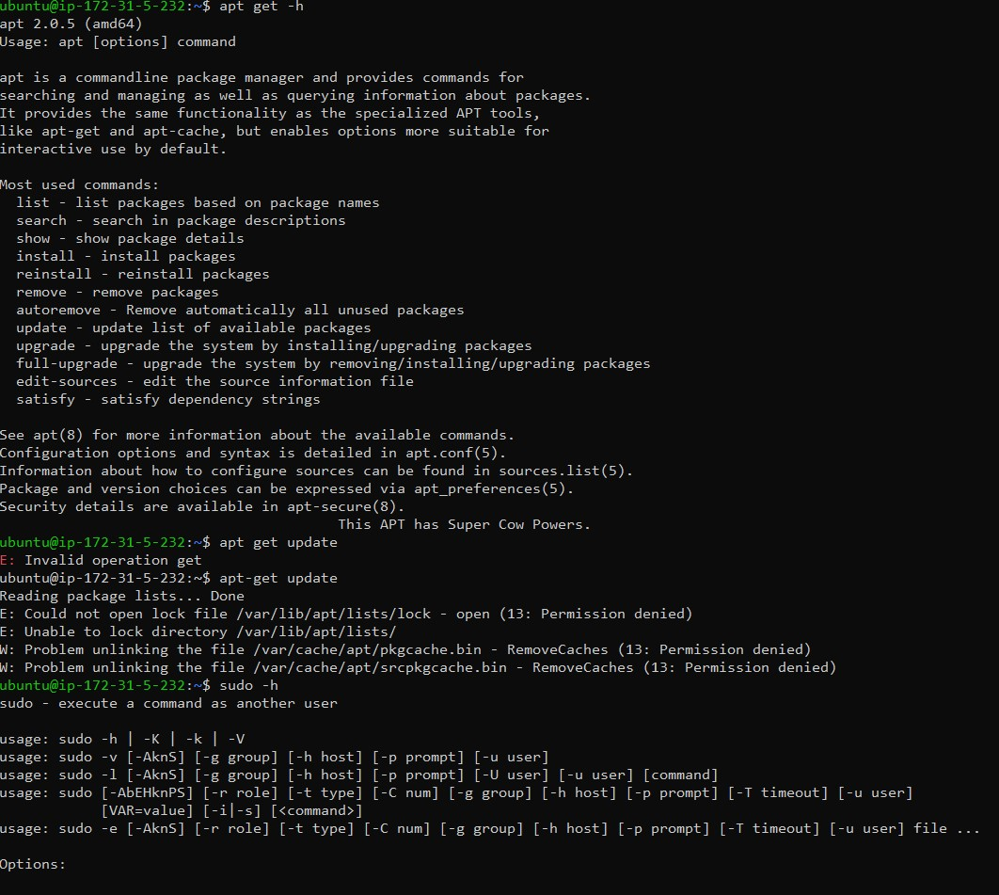 ubuntu@ip-172-31-5-232:~$ apt get -h
apt 2.0.5 (amd64)
Usage: apt [options] command

apt is a commandline package manager and provides commands for
searching and managing as well as querying information about packages.
It provides the same functionality as the specialized APT tools,
like apt-get and apt-cache, but enables options more suitable for
interactive use by default.

Most used commands:
  list - list packages based on package names
  search - search in package descriptions
  show - show package details
  install - install packages
  reinstall - reinstall packages
  remove - remove packages
  autoremove - Remove automatically all unused packages
  update - update list of available packages
  upgrade - upgrade the system by installing/upgrading packages
  full-upgrade - upgrade the system by removing/installing/upgrading packages
  edit-sources - edit the source information file
  satisfy - satisfy dependency strings

See apt(8) for more information about the available commands.
Configuration options and syntax is detailed in apt.conf(5).
Information about how to configure sources can be found in sources.list(5).
Package and version choices can be expressed via apt_preferences(5).
Security details are available in apt-secure(8).
                                        This APT has Super Cow Powers.
ubuntu@ip-172-31-5-232:~$ apt get update
E: Invalid operation get
ubuntu@ip-172-31-5-232:~$ apt-get update
Reading package lists... Done
E: Could not open lock file /var/lib/apt/lists/lock - open (13: Permission denied)
E: Unable to lock directory /var/lib/apt/lists/
W: Problem unlinking the file /var/cache/apt/pkgcache.bin - RemoveCaches (13: Permission denied)
W: Problem unlinking the file /var/cache/apt/srcpkgcache.bin - RemoveCaches (13: Permission denied)
ubuntu@ip-172-31-5-232:~$ sudo -h
sudo - execute a command as another user

usage: sudo -h | -K | -k | -V
usage: sudo -v [-AknS] [-g group] [-h host] [-p prompt] [-u user]
usage: sudo -l [-AknS] [-g group] [-h host] [-p prompt] [-U user] [-u user] [command]
usage: sudo [-AbEHknPS] [-r role] [-t type] [-C num] [-g group] [-h host] [-p prompt] [-T timeout] [-u user]
            [VAR=value] [-i|-s] [<command>]
usage: sudo -e [-AknS] [-r role] [-t type] [-C num] [-g group] [-h host] [-p prompt] [-T timeout] [-u user] file ...

Options: